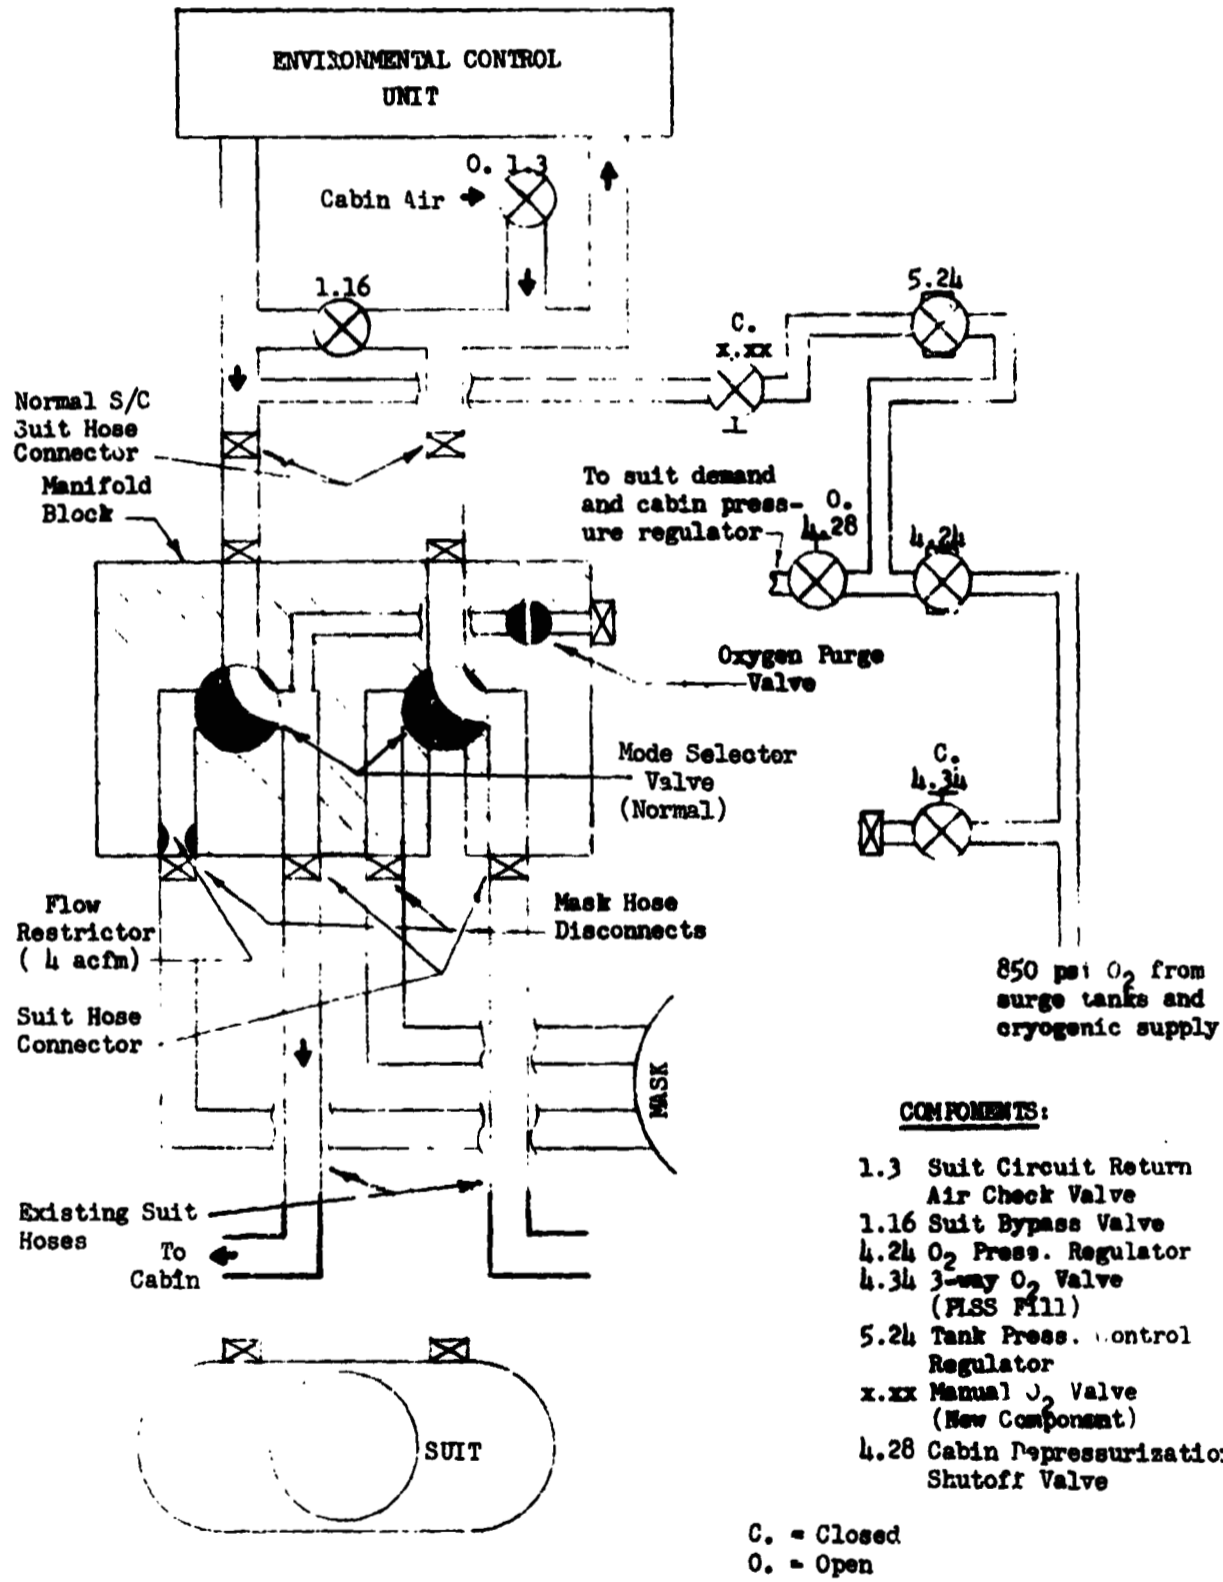 ENVIRONMENTAL CONTROL
UNIT
O. 1.3
Cabin Air
1.16
5.24
C.
x.xx
Normal S/C
Suit Hose
Connector
Manifold
Block
To suit demand
and cabin press-
ure regulator
O.
4.28
4.24
Oxygen Purge
Valve
Mode Selector
Valve
(Normal)
C.
4.34
Flow
Restrictor
( 4 acfm)
Mask Hose
Disconnects
Suit Hose
Connector
850 psi O2 from
surge tanks and
cryogenic supply
MASK
COMPONENTS:
1.3 Suit Circuit Return
Air Check Valve
1.16 Suit Bypass Valve
4.24 O2 Press. Regulator
4.34 3-way O2 Valve
(PLSS Fill)
5.24 Tank Press. Control
Regulator
x.xx Manual O2 Valve
(New Component)
4.28 Cabin Depressurization
Shutoff Valve
Existing Suit
Hoses
To
Cabin
SUIT
C. = Closed
O. = Open